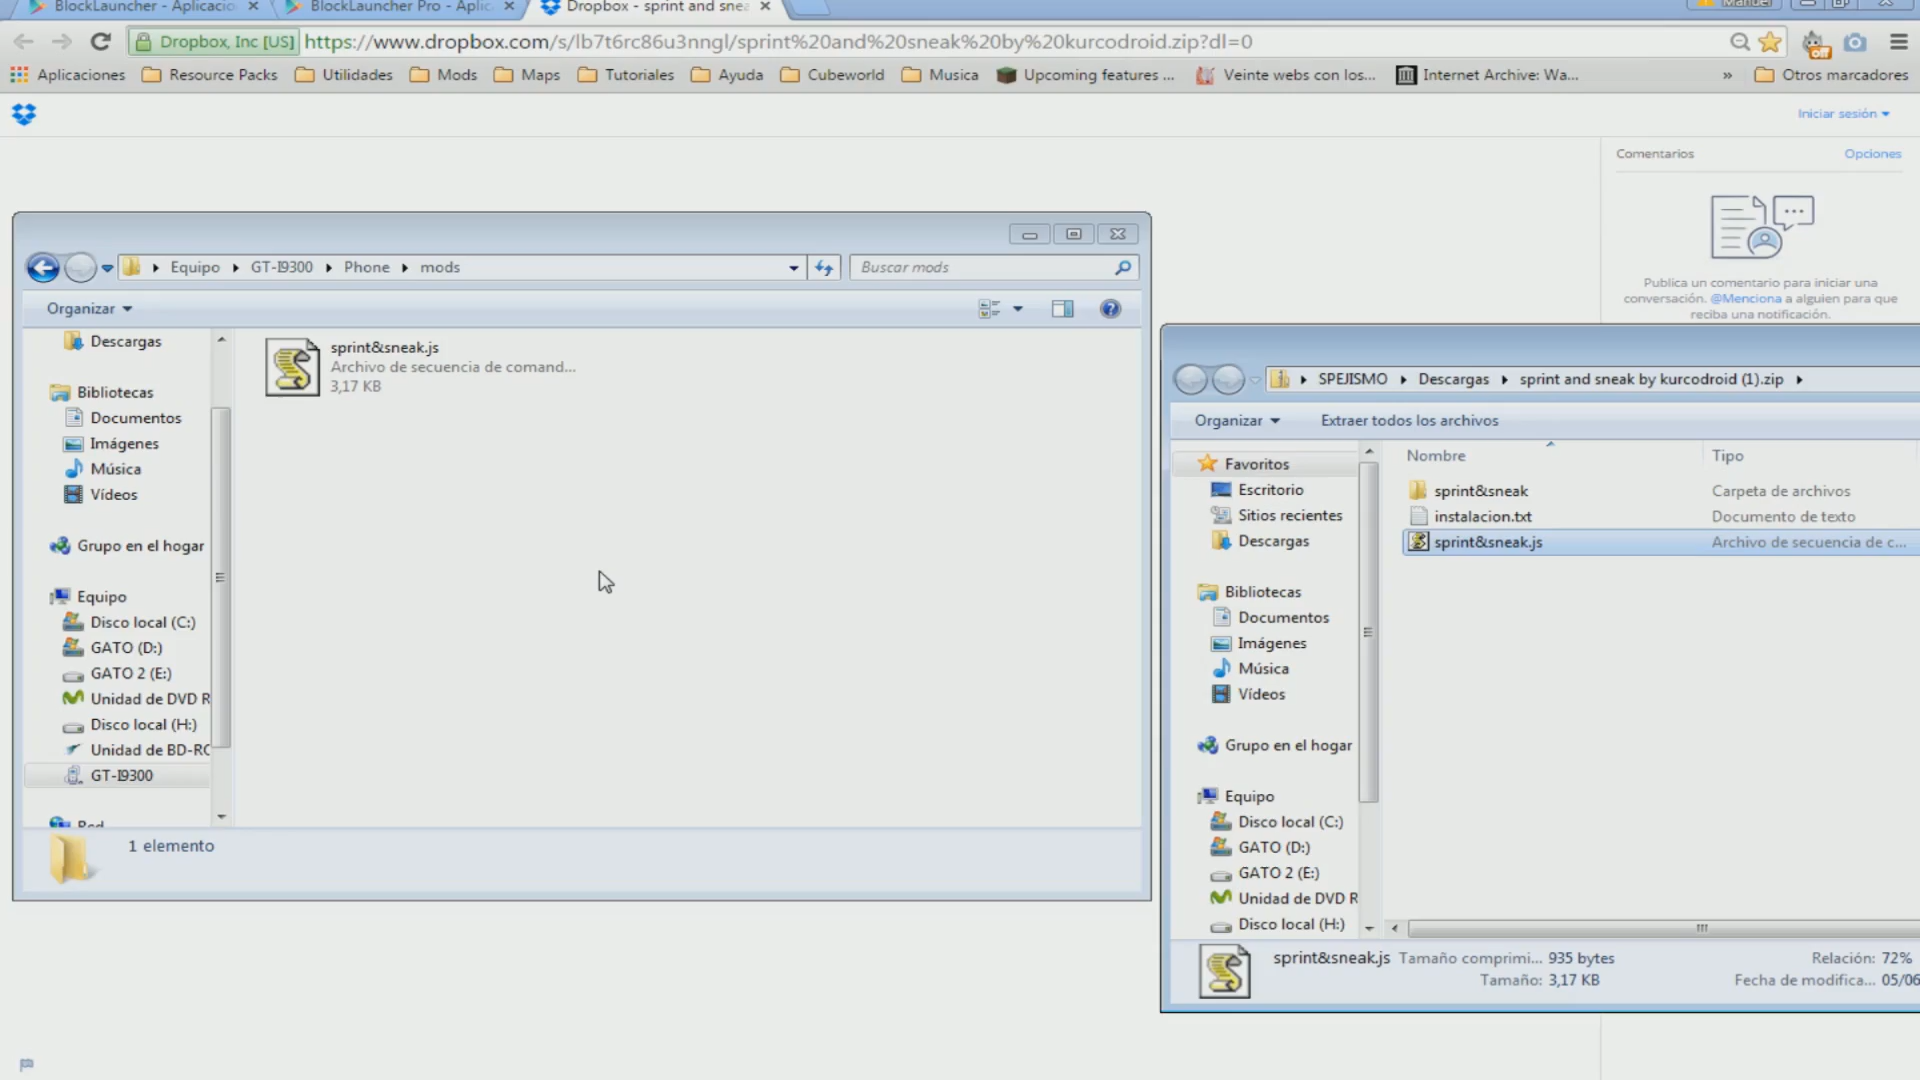 BlockLauncher - Aplicacio
BlockLauncher Pro - Aplic
Dropbox - sprint and snea
Manuel
Dropbox, Inc [US]
https://www.dropbox.com/s/lb7t6rc86u3nngl/sprint%20and%20sneak%20by%20kurcodroid.zip?dl=0
off
Aplicaciones
Resource Packs
Utilidades
Mods
Maps
Tutoriales
Ayuda
Cubeworld
Musica
Upcoming features ...
Veinte webs con los...
Internet Archive: Wa...
»
Otros marcadores
Iniciar sesión
Comentarios
Opciones
Publica un comentario para iniciar una
conversación. @Menciona a alguien para que
reciba una notificación.
Equipo
GT-I9300
Phone
mods
Buscar mods
Organizar
Descargas
Bibliotecas
Documentos
Imágenes
Música
Vídeos
Grupo en el hogar
Equipo
Disco local (C:)
GATO (D:)
GATO 2 (E:)
Unidad de DVD R
Disco local (H:)
Unidad de BD-RO
GT-I9300
Red
sprint&sneak.js
Archivo de secuencia de comand...
3,17 KB
1 elemento
SPEJISMO
Descargas
sprint and sneak by kurcodroid (1).zip
Organizar
Extraer todos los archivos
Favoritos
Escritorio
Sitios recientes
Descargas
Bibliotecas
Documentos
Imágenes
Música
Vídeos
Grupo en el hogar
Equipo
Disco local (C:)
GATO (D:)
GATO 2 (E:)
Unidad de DVD R
Disco local (H:)
Nombre
Tipo
sprint&sneak
Carpeta de archivos
instalacion.txt
Documento de texto
sprint&sneak.js
Archivo de secuencia de c...
sprint&sneak.js
Tamaño comprimi... 935 bytes
Relación: 72%
Tamaño: 3,17 KB
Fecha de modifica... 05/06